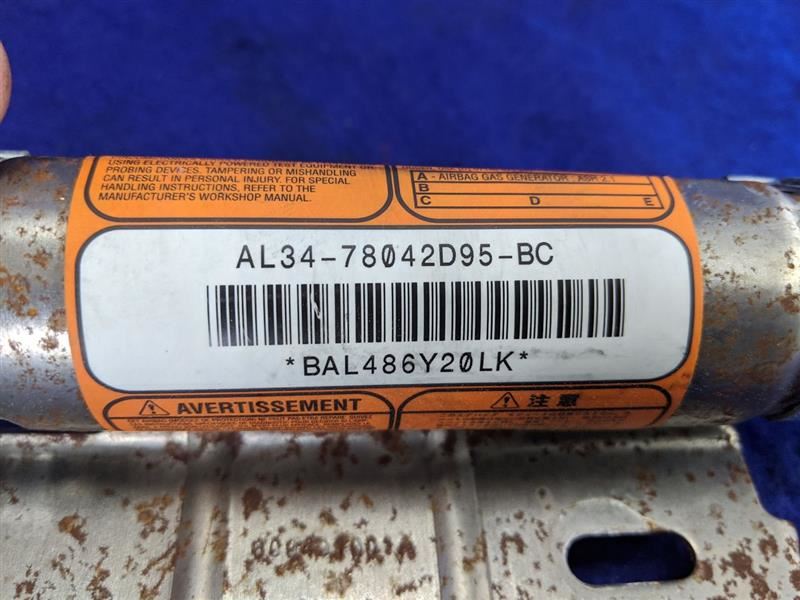 USING ELECTRICALLY POWERED TEST EQUIPMENT OR
PROBING DEVICES. TAMPERING OR MISHANDLING
CAN RESULT IN PERSONAL INJURY. FOR SPECIAL
HANDLING INSTRUCTIONS, REFER TO THE
MANUFACTURER'S WORKSHOP MANUAL.
A - AIRBAG GAS GENERATOR
B
C D E
AL34-78042D95-BC
*BAL486Y20LK*
AVERTISSEMENT
注意